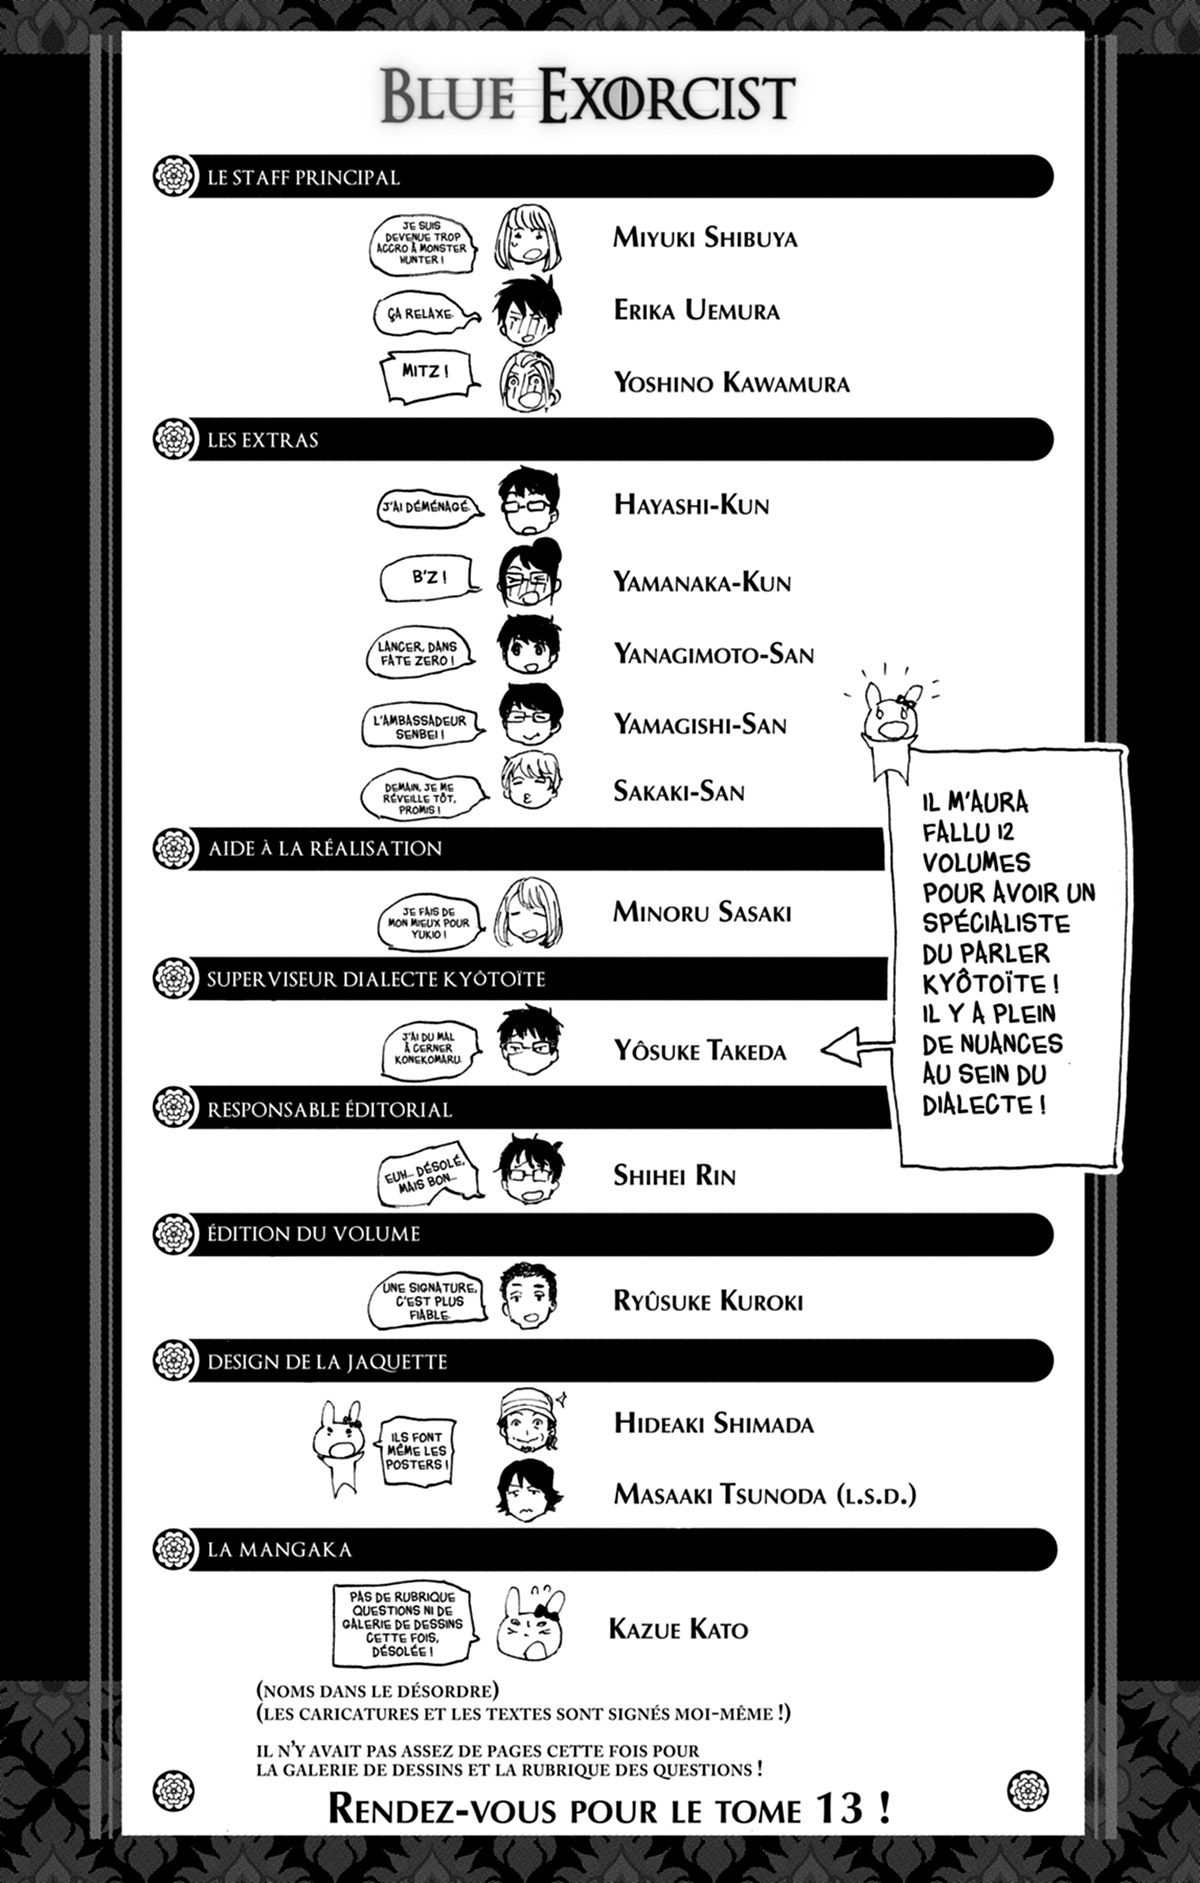 BLUE EXORCIST
LE STAFF PRINCIPAL
JE SUIS
DEVENUE TROP
ACCRO À MONSTER
HUNTER !
MIYUKI SHIBUYA
ÇA RELAXE.
ERIKA UEMURA
MITZ !
YOSHINO KAWAMURA
LES EXTRAS
J'AI DÉMÉNAGÉ.
HAYASHI-KUN
B'Z !
YAMANAKA-KUN
LANCER, DANS
FATE ZERO !
YANAGIMOTO-SAN
L'AMBASSADEUR
SENBEI !
YAMAGISHI-SAN
DEMAIN, JE ME
RÉVEILLE TÔT,
PROMIS !
SAKAKI-SAN
AIDE À LA RÉALISATION
JE FAIS DE
MON MIEUX POUR
YUKIO !
MINORU SASAKI
SUPERVISEUR DIALECTE KYÔTOÏTE
J'AI DU MAL
À CERNER
KONEKOMARU.
YÔSUKE TAKEDA
IL M'AURA
FALLU 12
VOLUMES
POUR AVOIR UN
SPÉCIALISTE
DU PARLER
KYÔTOÏTE !
IL Y A PLEIN
DE NUANCES
AU SEIN DU
DIALECTE !
RESPONSABLE ÉDITORIAL
EUH... DÉSOLÉ,
MAIS BON...
SHIHEI RIN
ÉDITION DU VOLUME
UNE SIGNATURE,
C'EST PLUS
FIABLE.
RYÛSUKE KUROKI
DESIGN DE LA JAQUETTE
ILS FONT
MÊME LES
POSTERS !
HIDEAKI SHIMADA
MASAAKI TSUNODA (L.S.D.)
LA MANGAKA
PAS DE RUBRIQUE
QUESTIONS NI DE
GALERIE DE DESSINS
CETTE FOIS,
DÉSOLÉE !
KAZUE KATO
(NOMS DANS LE DÉSORDRE)
(LES CARICATURES ET LES TEXTES SONT SIGNÉS MOI-MÊME !)
IL N'Y AVAIT PAS ASSEZ DE PAGES CETTE FOIS POUR
LA GALERIE DE DESSINS ET LA RUBRIQUE DES QUESTIONS !
RENDEZ-VOUS POUR LE TOME 13 !